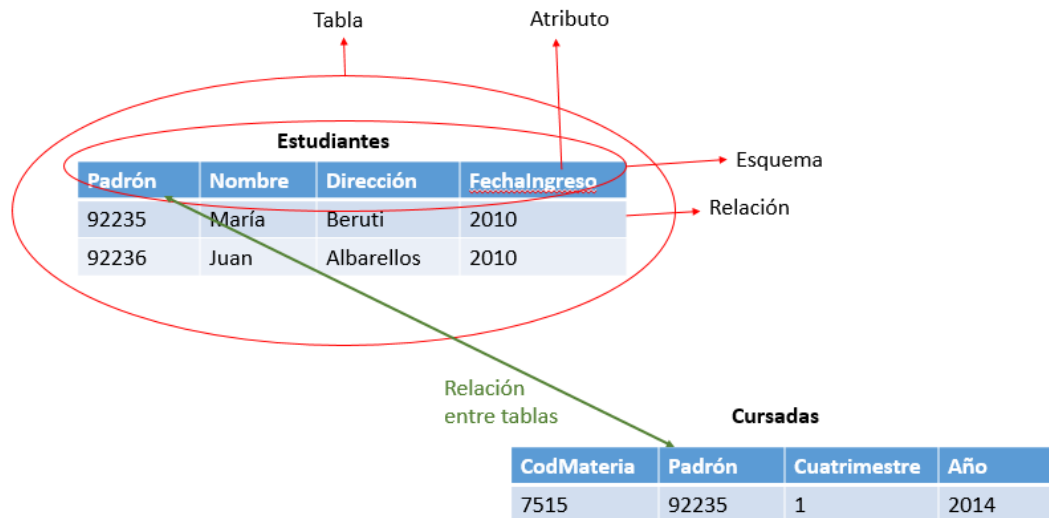 Tabla
Atributo
Estudiantes
Esquema
Padrón Nombre Dirección FechaIngreso
Relación
92235 María Beruti 2010
92236 Juan Albarellos 2010
Relación
entre tablas
Cursadas
CodMateria Padrón Cuatrimestre Año
7515 92235 1 2014